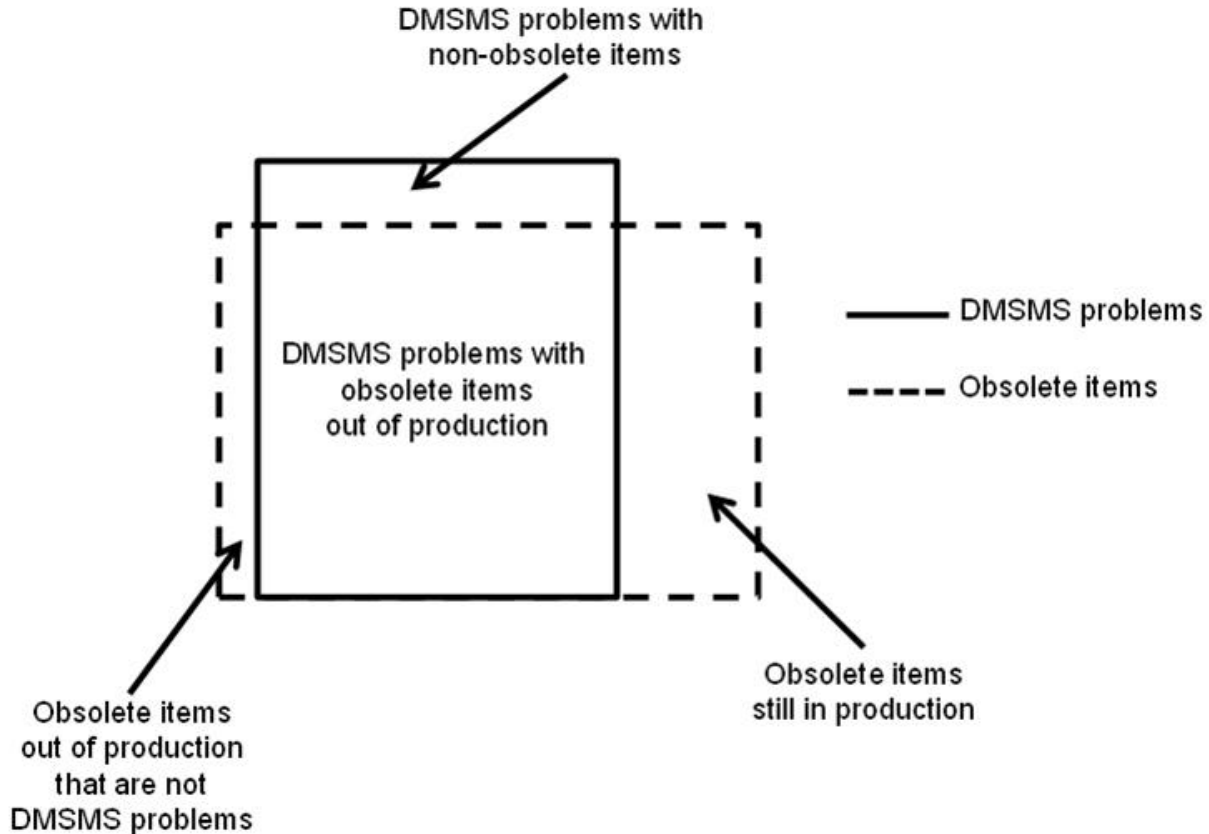 DMSMS problems with
non-obsolete items
DMSMS problems with
obsolete items
out of production
DMSMS problems
Obsolete items
Obsolete items
still in production
Obsolete items
out of production
that are not
DMSMS problems